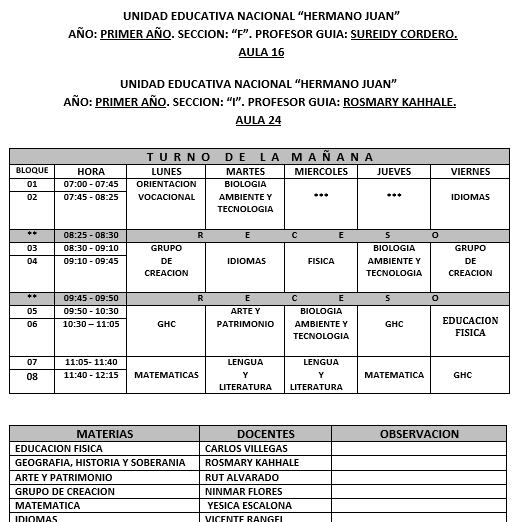 UNIDAD EDUCATIVA NACIONAL “HERMANO JUAN”
AÑO: PRIMER AÑO. SECCION: “F”. PROFESOR GUIA: SUREIDY CORDERO.
AULA 16
UNIDAD EDUCATIVA NACIONAL “HERMANO JUAN”
AÑO: PRIMER AÑO. SECCION: “I”. PROFESOR GUIA: ROSMARY KAHHALE.
AULA 24
T U R N O D E L A M A Ñ A N A
BLOQUE HORA LUNES MARTES MIERCOLES JUEVES VIERNES
01 07:00 - 07:45 ORIENTACION BIOLOGIA
02 07:45 - 08:25 VOCACIONAL AMBIENTE Y *** *** IDIOMAS
TECNOLOGIA
** 08:25 - 08:30 R E C E S O
03 08:30 - 09:10 GRUPO BIOLOGIA GRUPO
04 09:10 - 09:45 DE IDIOMAS FISICA AMBIENTE Y DE
CREACION TECNOLOGIA CREACION
** 09:45 - 09:50 R E C E S O
05 09:50 - 10:30 ARTE Y BIOLOGIA EDUCACION
06 10:30 – 11:05 GHC PATRIMONIO AMBIENTE Y GHC FISICA
TECNOLOGIA
07 11:05- 11:40 LENGUA LENGUA
08 11:40 - 12:15 MATEMATICAS Y Y MATEMATICA GHC
LITERATURA LITERATURA
MATERIAS DOCENTES OBSERVACION
EDUCACION FISICA CARLOS VILLEGAS
GEOGRAFIA, HISTORIA Y SOBERANIA ROSMARY KAHHALE
ARTE Y PATRIMONIO RUT ALVARADO
GRUPO DE CREACION NINMAR FLORES
MATEMATICA YESICA ESCALONA
IDIOMAS VICENTE RANGEL